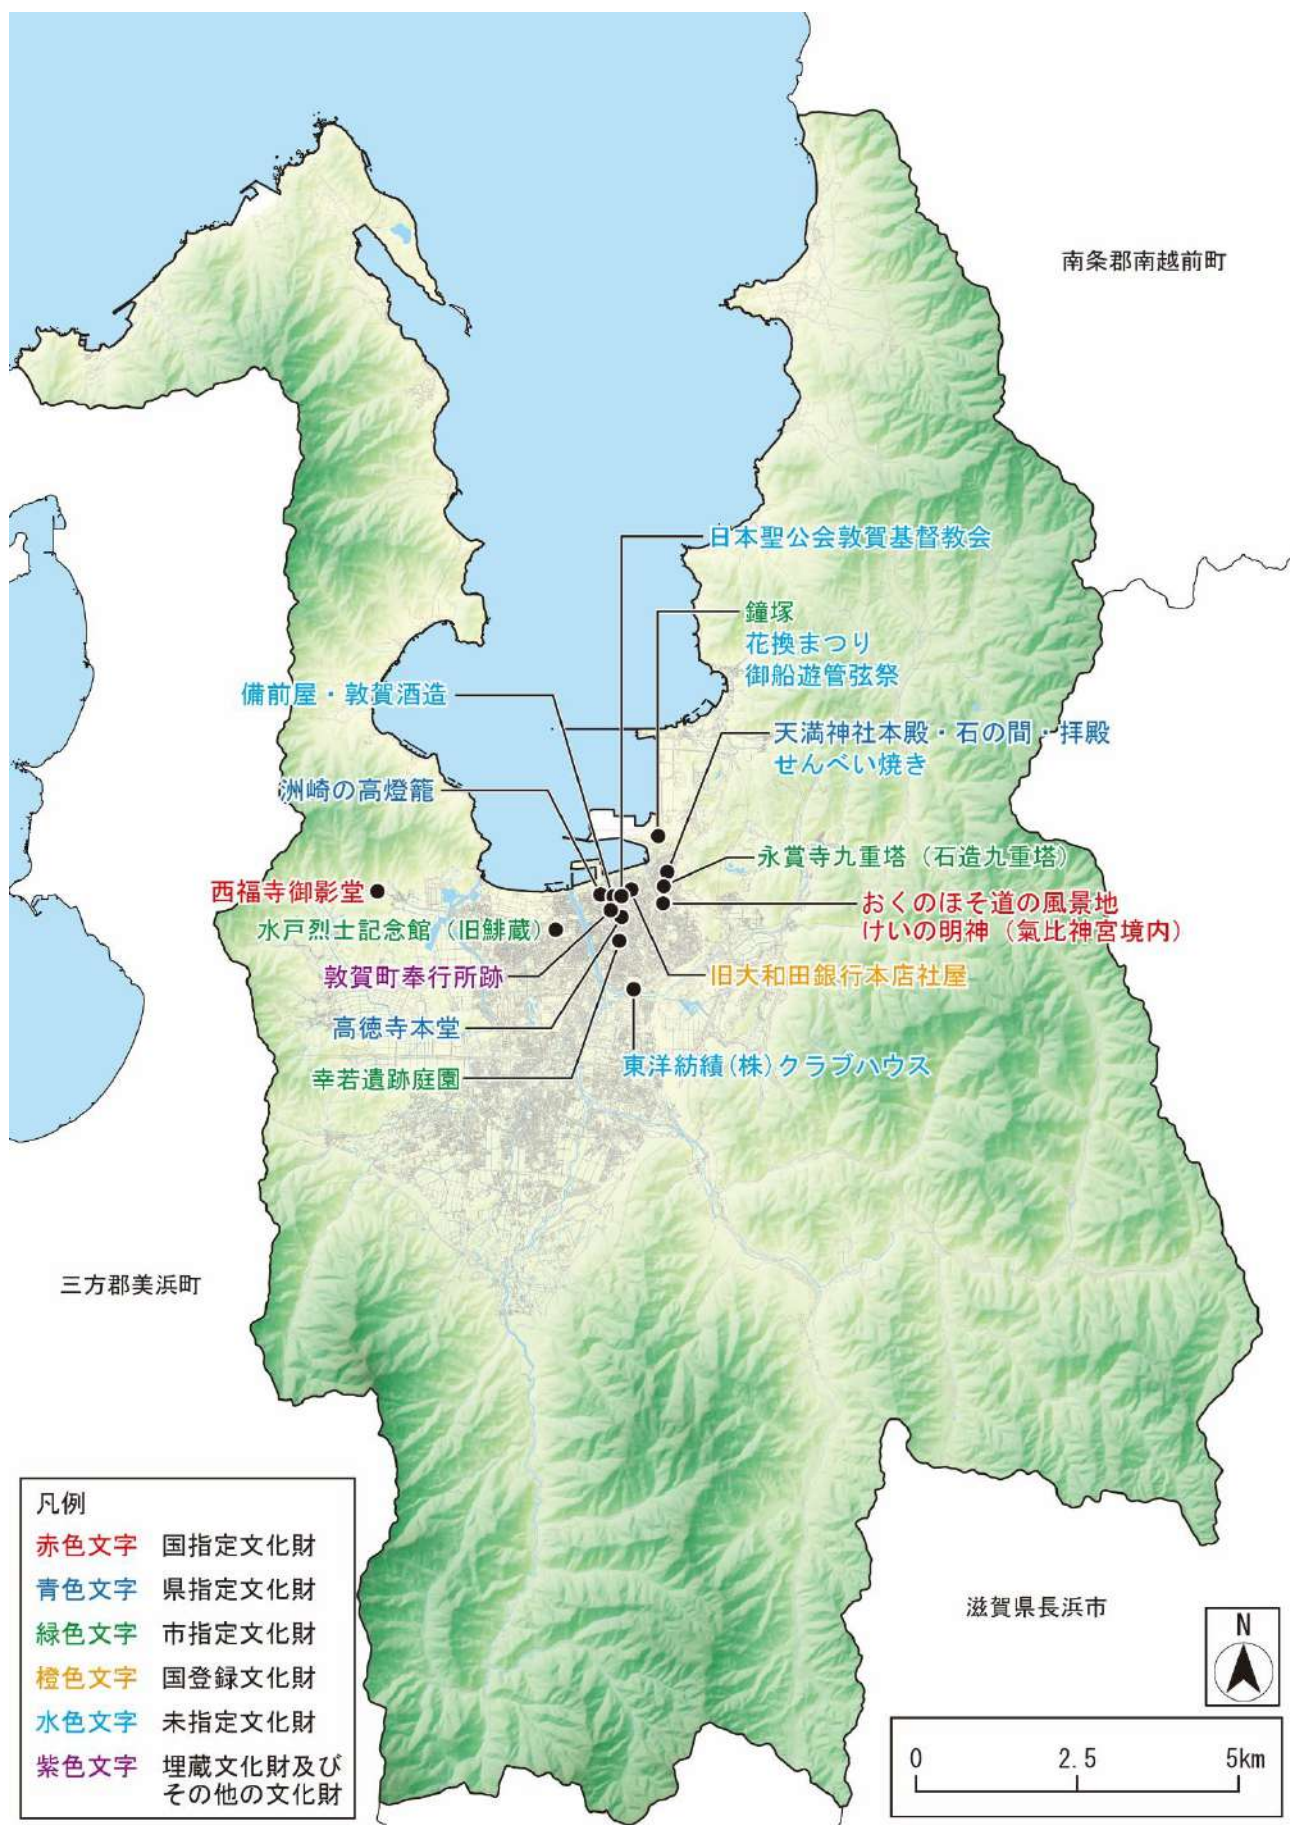 南条郡南越前町
日本聖公会敦賀基督教会
鐘塚
花換まつり
御船遊管弦祭
備前屋・敦賀酒造
天満神社本殿・石の間・拝殿
せんべい焼き
洲崎の高燈籠
永賞寺九重塔（石造九重塔）
西福寺御影堂
おくのほそ道の風景地
けいの明神（氣比神宮境内）
水戸烈士記念館（旧鯡蔵）
敦賀町奉行所跡
旧大和田銀行本店社屋
高徳寺本堂
東洋紡績(株)クラブハウス
幸若遺跡庭園
三方郡美浜町
凡例
赤色文字 国指定文化財
青色文字 県指定文化財
緑色文字 市指定文化財
橙色文字 国登録文化財
水色文字 未指定文化財
紫色文字 埋蔵文化財及び
その他の文化財
滋賀県長浜市
N
0 2.5 5km